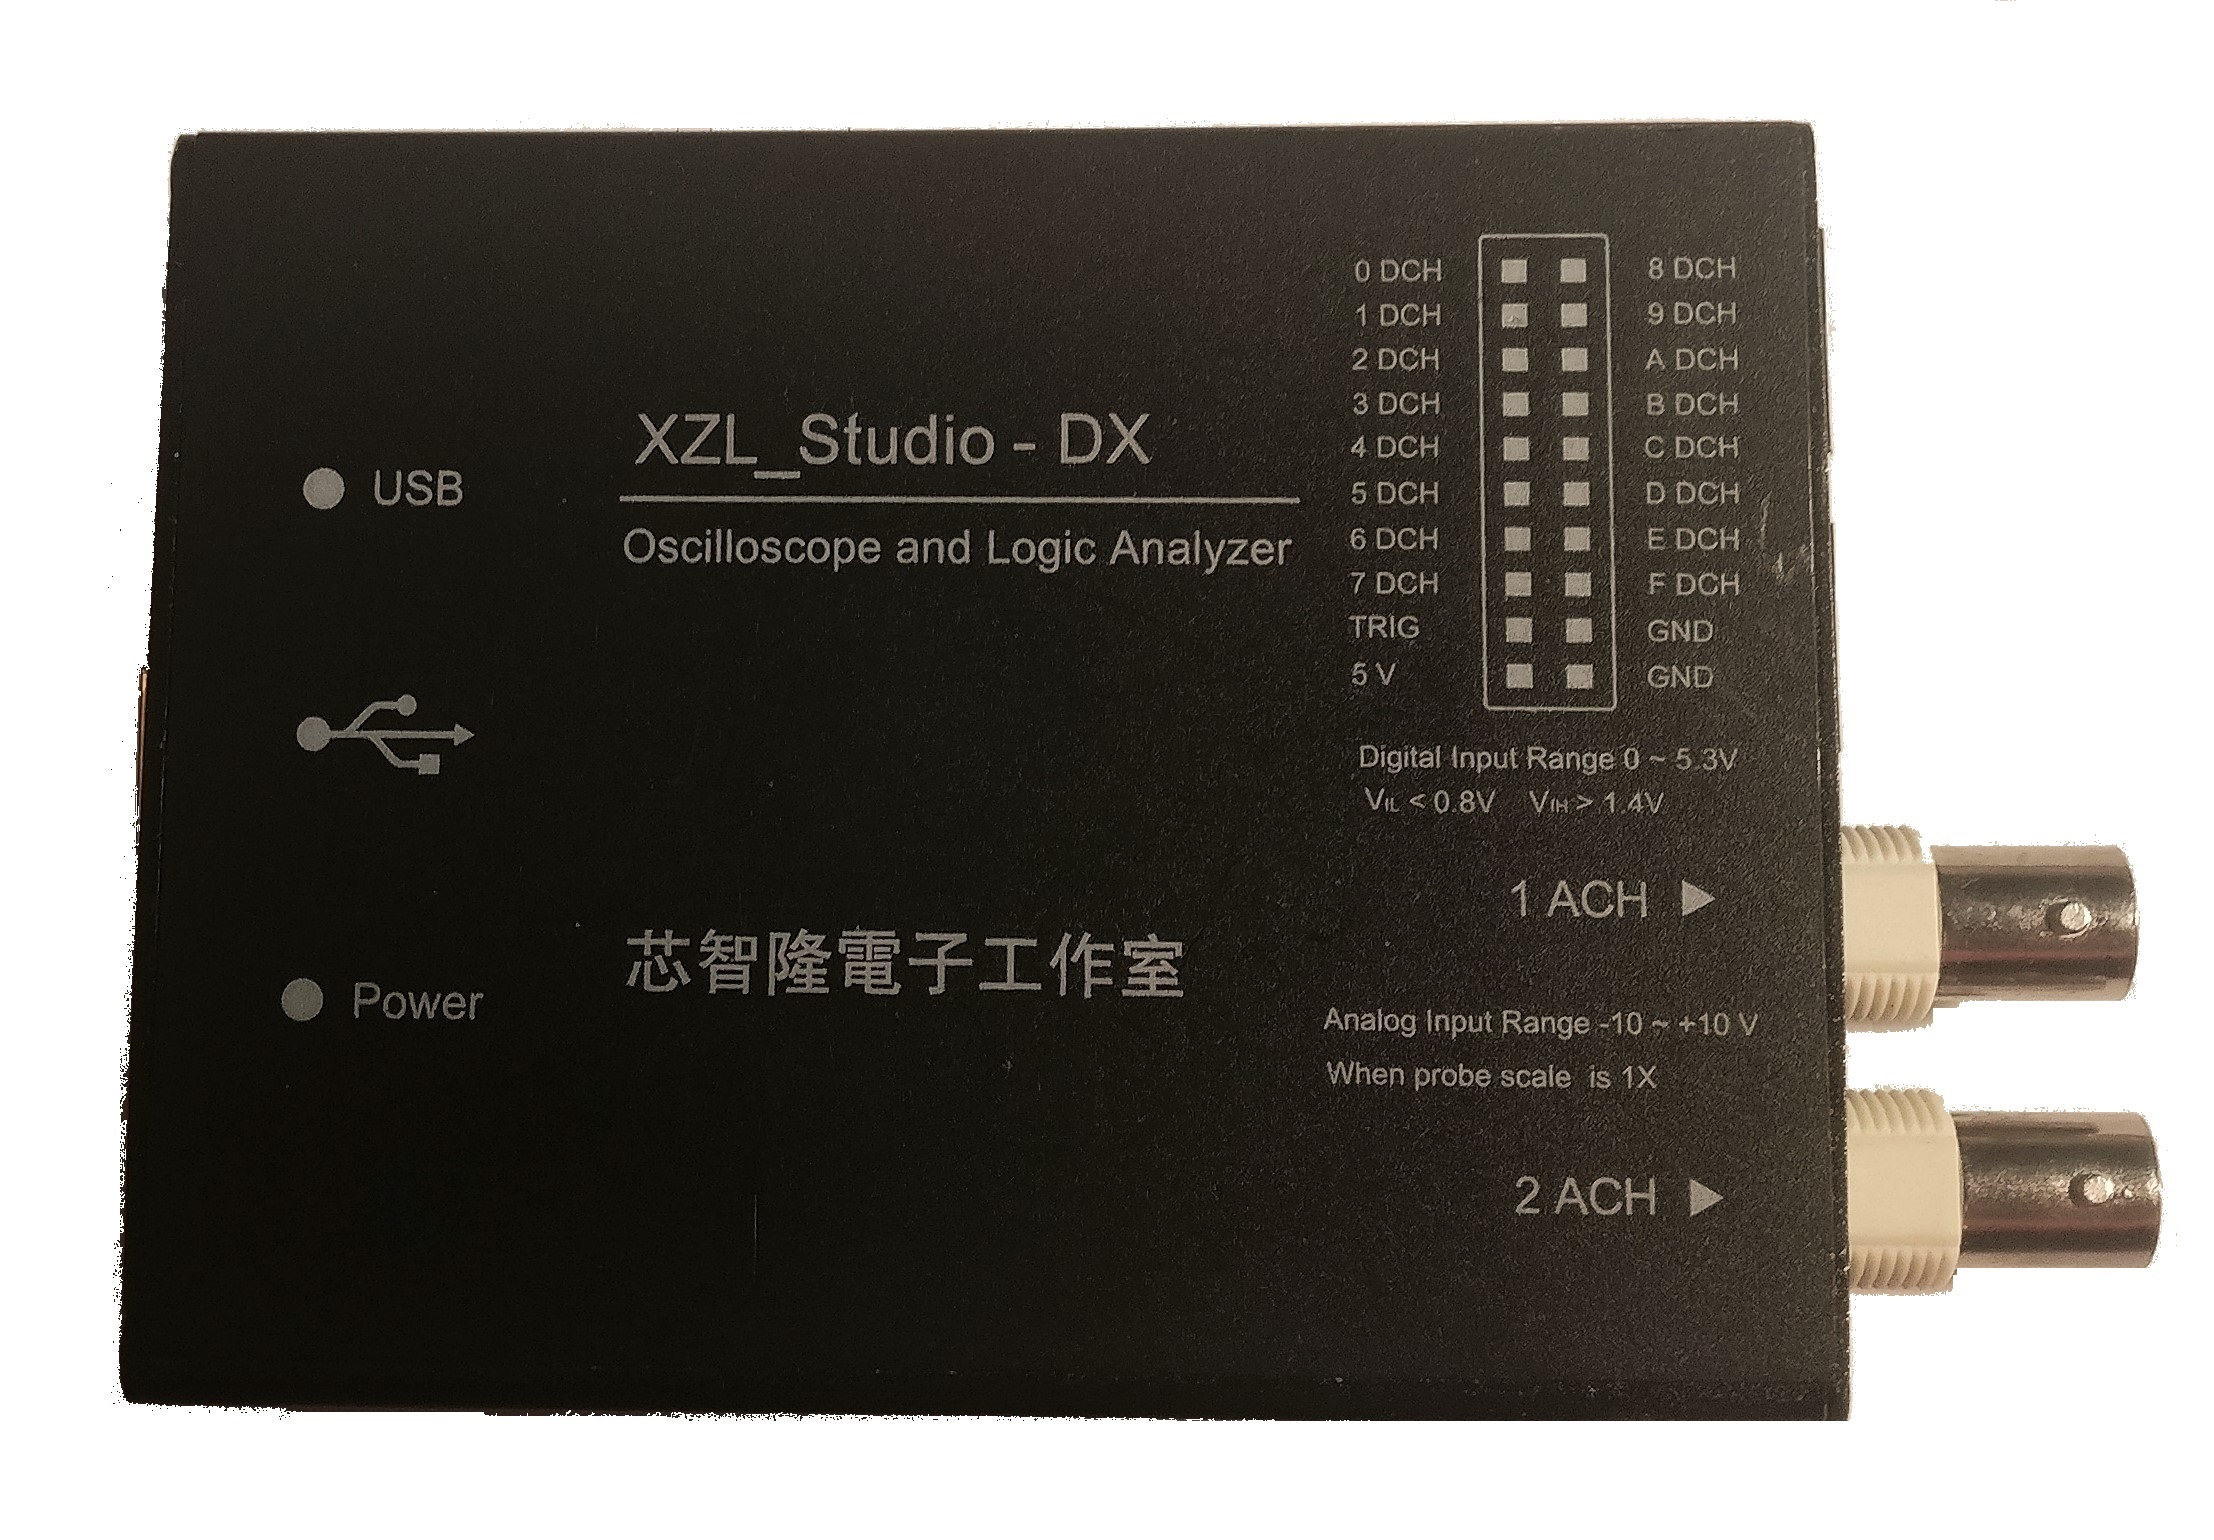 XZL_Studio - DX
Oscilloscope and Logic Analyzer
USB
Power
芯智隆電子工作室
0 DCH 8 DCH
1 DCH 9 DCH
2 DCH A DCH
3 DCH B DCH
4 DCH C DCH
5 DCH D DCH
6 DCH E DCH
7 DCH F DCH
TRIG GND
5 V GND
Digital Input Range 0 ~ 5.3V
VIL < 0.8V VIH > 1.4V
1 ACH ▶
Analog Input Range -10 ~ +10 V
When probe scale is 1X
2 ACH ▶